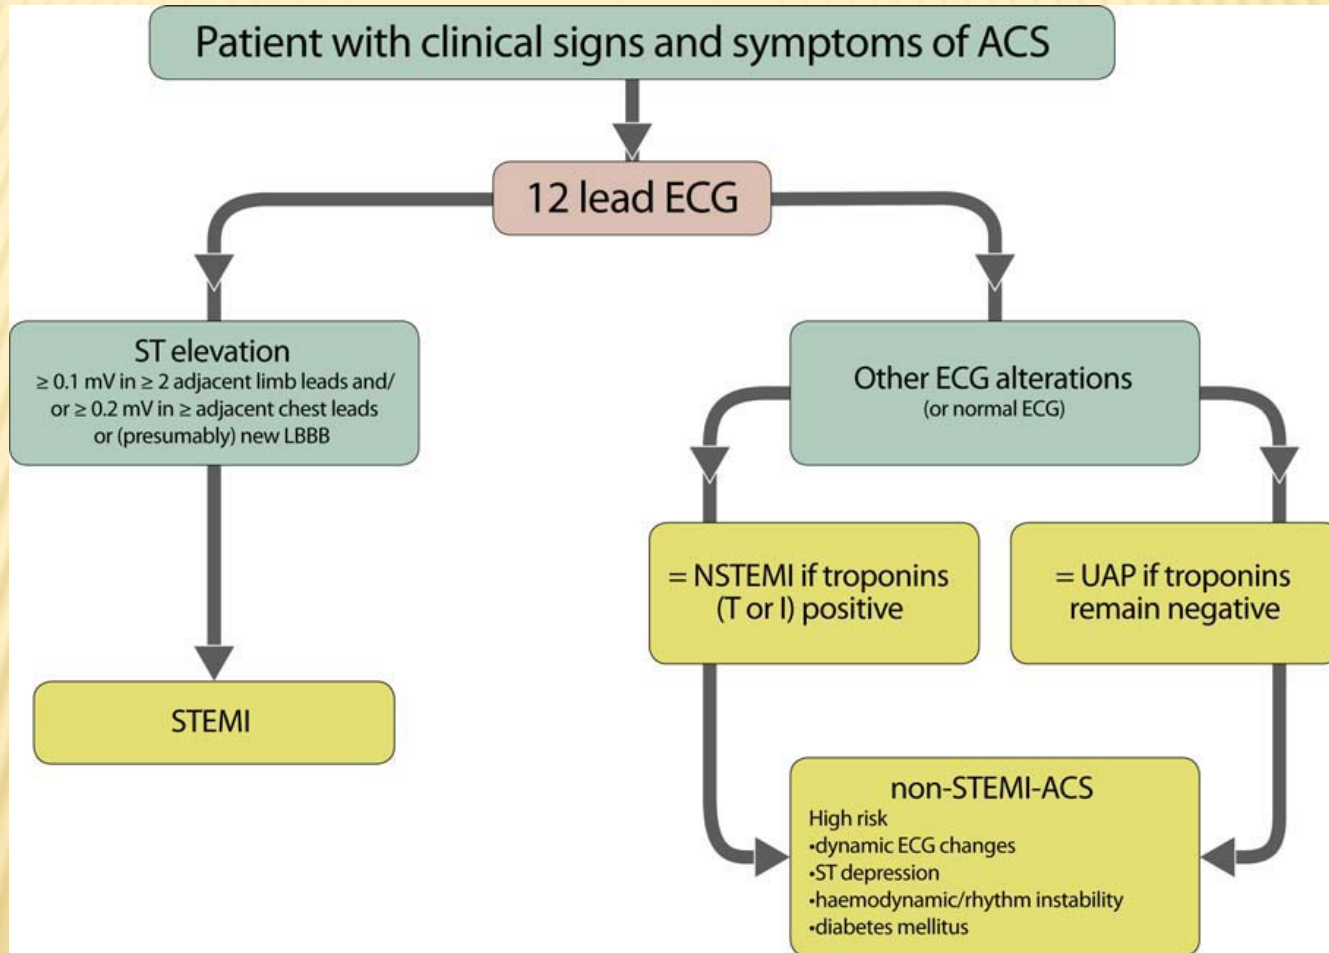 Patient with clinical signs and symptoms of ACS
12 lead ECG
ST elevation
≥ 0.1 mV in ≥ 2 adjacent limb leads and/
or ≥ 0.2 mV in ≥ adjacent chest leads
or (presumably) new LBBB
Other ECG alterations
(or normal ECG)
= NSTEMI if troponins
(T or I) positive
= UAP if troponins
remain negative
STEMI
non-STEMI-ACS
High risk
•dynamic ECG changes
•ST depression
•haemodynamic/rhythm instability
•diabetes mellitus